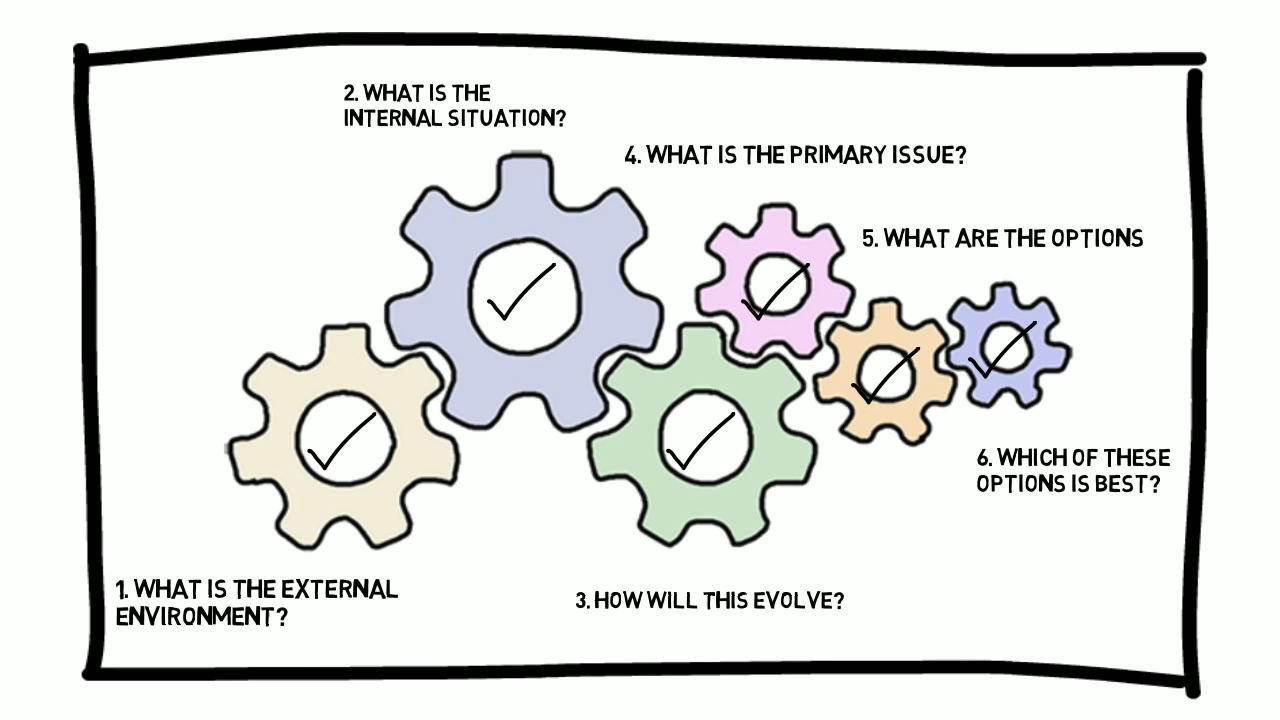 2. WHAT IS THE
INTERNAL SITUATION?
4. WHAT IS THE PRIMARY ISSUE?
5. WHAT ARE THE OPTIONS
6. WHICH OF THESE
OPTIONS IS BEST?
1. WHAT IS THE EXTERNAL
ENVIRONMENT?
3. HOW WILL THIS EVOLVE?